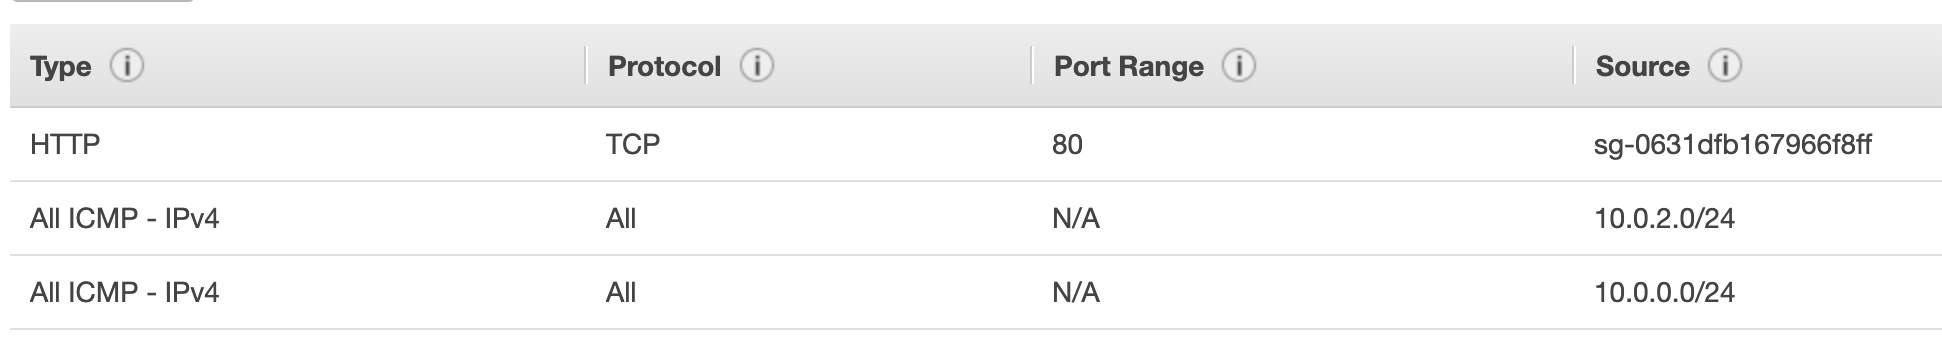 Type Protocol Port Range Source
HTTP TCP 80 sg-0631dfb167966f8ff
All ICMP - IPv4 All N/A 10.0.2.0/24
All ICMP - IPv4 All N/A 10.0.0.0/24